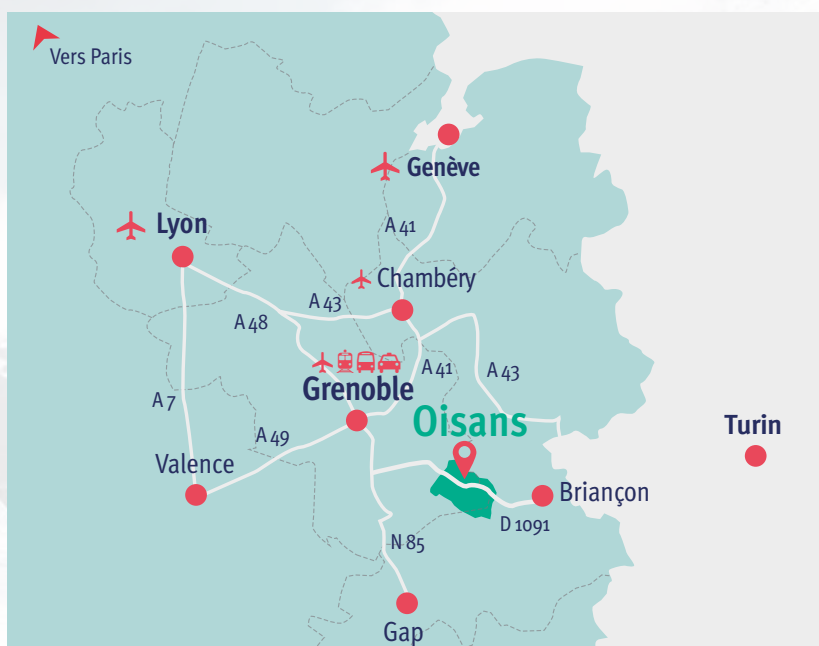 Vers Paris
Genève
Lyon
A 41
Chambéry
A 43
A 48
A 41
A 43
Grenoble
A 7
Oisans
Turin
A 49
Valence
Briançon
D 1091
N 85
Gap